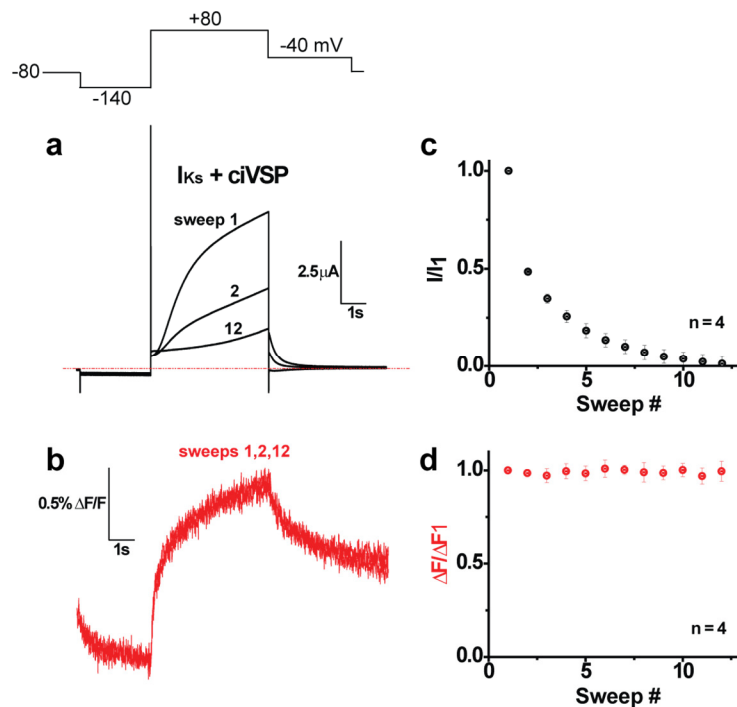 +80
-40 mV
-80
-140
a
IKs + ciVSP
sweep 1
2
12
2.5μA
1s
c
I/I1
1.0
0.5
0.0
0
5
10
n = 4
Sweep #
b
sweeps 1,2,12
0.5% ΔF/F
1s
d
ΔF/ΔF1
1.0
0.5
0.0
0
5
10
n = 4
Sweep #